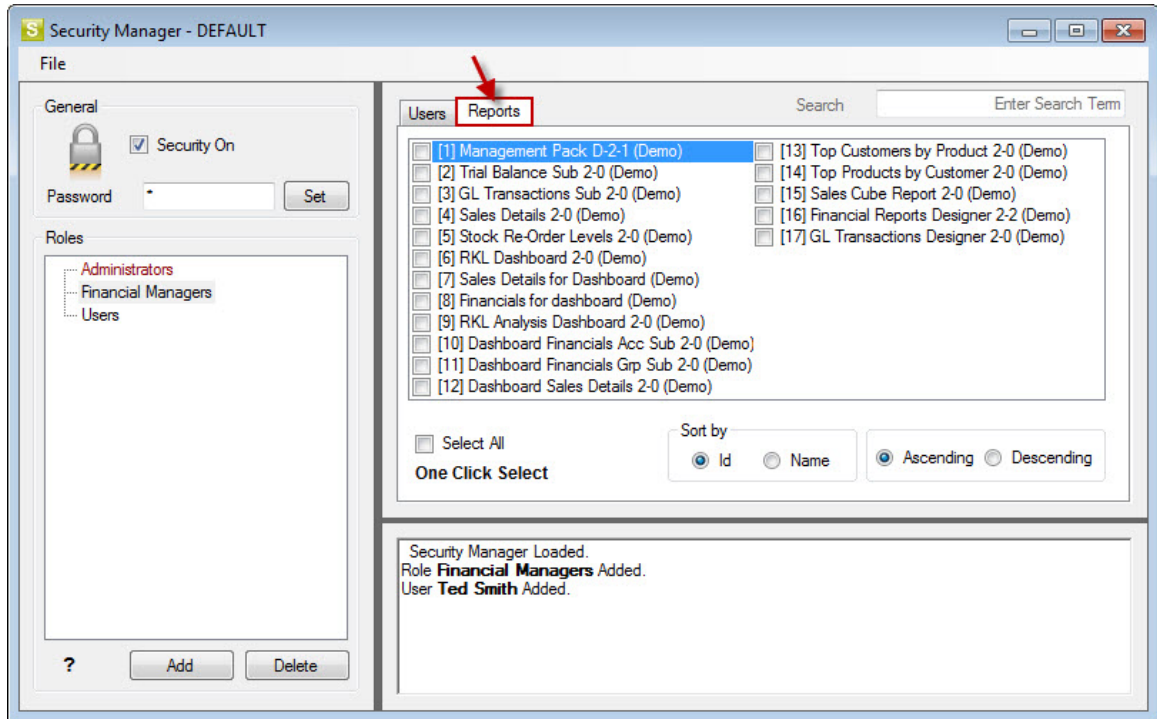 S Security Manager - DEFAULT
File
General
Security On
Password * Set
Roles
Administrators
Financial Managers
Users
? Add Delete
Users Reports Search Enter Search Term
[1] Management Pack D-2-1 (Demo)
[2] Trial Balance Sub 2-0 (Demo)
[3] GL Transactions Sub 2-0 (Demo)
[4] Sales Details 2-0 (Demo)
[5] Stock Re-Order Levels 2-0 (Demo)
[6] RKL Dashboard 2-0 (Demo)
[7] Sales Details for Dashboard (Demo)
[8] Financials for dashboard (Demo)
[9] RKL Analysis Dashboard 2-0 (Demo)
[10] Dashboard Financials Acc Sub 2-0 (Demo)
[11] Dashboard Financials Grp Sub 2-0 (Demo)
[12] Dashboard Sales Details 2-0 (Demo)
[13] Top Customers by Product 2-0 (Demo)
[14] Top Products by Customer 2-0 (Demo)
[15] Sales Cube Report 2-0 (Demo)
[16] Financial Reports Designer 2-2 (Demo)
[17] GL Transactions Designer 2-0 (Demo)
Select All
One Click Select
Sort by
Id Name Ascending Descending
Security Manager Loaded.
Role Financial Managers Added.
User Ted Smith Added.